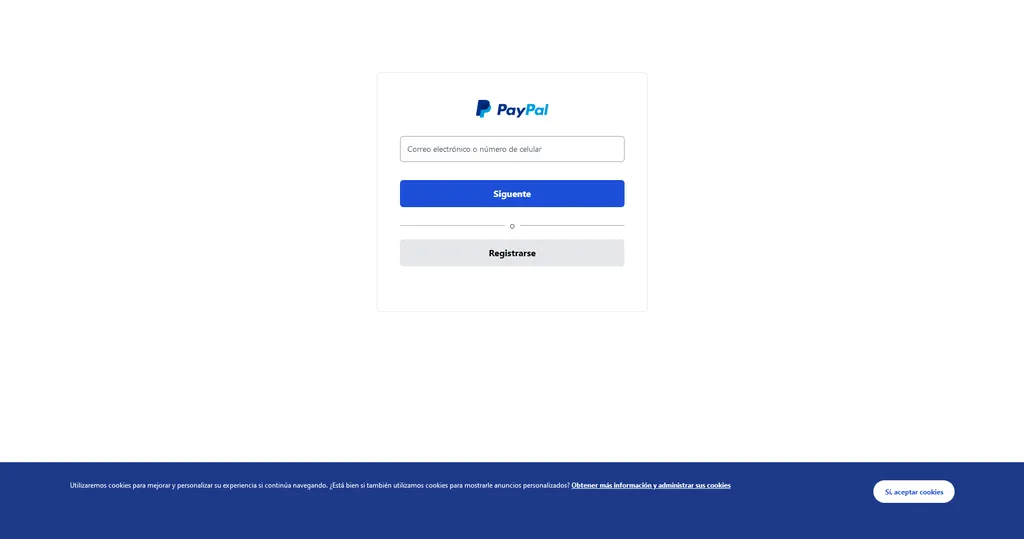 PayPal
Correo electrónico o número de celular
Siguente
o
Registrarse
Utilizaremos cookies para mejorar y personalizar su experiencia si continúa navegando. ¿Está bien si también utilizamos cookies para mostrarle anuncios personalizados? Obtener más información y administrar sus cookies
Sí, aceptar cookies